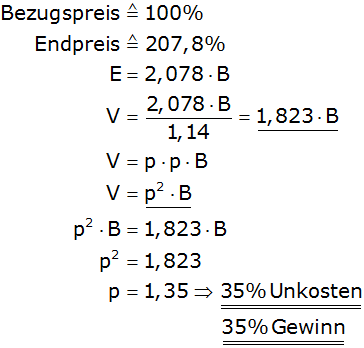 Bezugspreis ≙ 100%
Endpreis ≙ 207,8%
E = 2,078 · B
V = 2,078 · B / 1,14 = 1,823 · B
V = p · p · B
V = p² · B
p² · B = 1,823 · B
p² = 1,823
p = 1,35 ⇒ 35% Unkosten
35% Gewinn